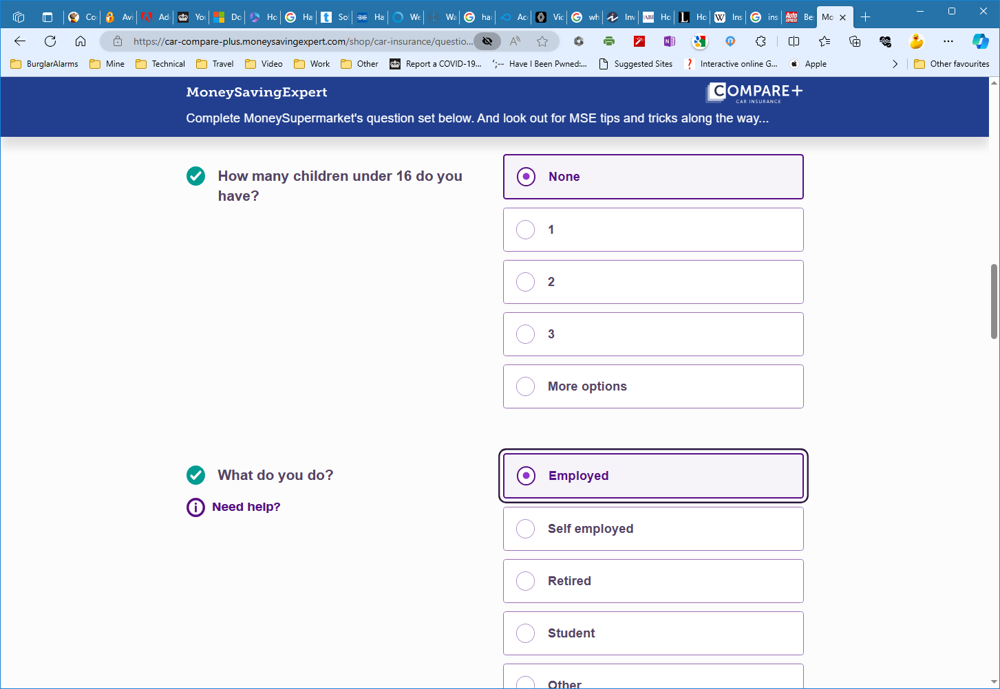 Co
Avi
Ad
Yo
Do
Ho
Ha
So
Ha
We
Wa
har
Acc
Vic
wh
Inv
ABI
Ho
Ho
Ins
ins
Be
Mo
https://car-compare-plus.moneysavingexpert.com/shop/car-insurance/questio...
BurglarAlarms
Mine
Technical
Travel
Video
Work
Other
Report a COVID-19...
Have I Been Pwned:...
Suggested Sites
Interactive online G...
Apple
Other favourites
MoneySavingExpert
COMPARE+
CAR INSURANCE
Complete MoneySupermarket's question set below. And look out for MSE tips and tricks along the way...
How many children under 16 do you
have?
None
1
2
3
More options
What do you do?
Need help?
Employed
Self employed
Retired
Student
Other